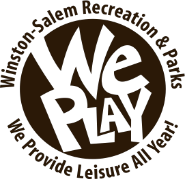 Winston-Salem Recreation & Parks
We
PLAY
We Provide Leisure All Year!